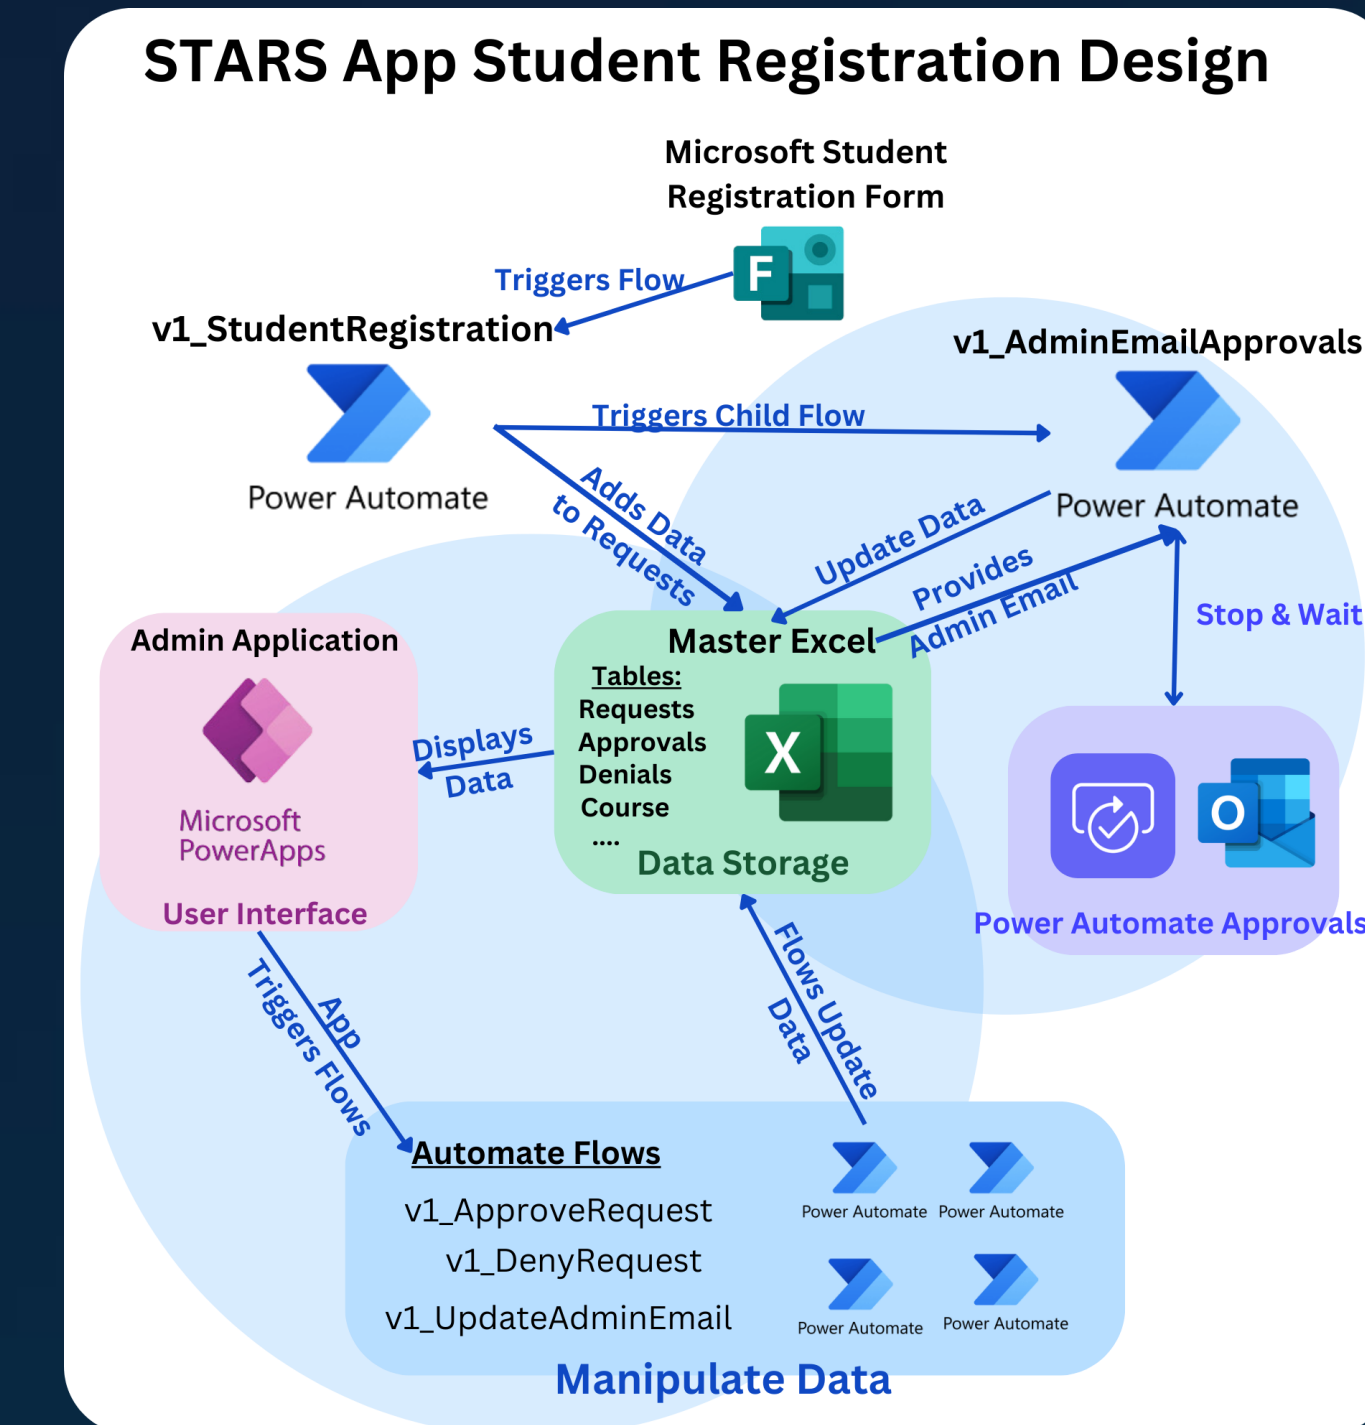 STARS App Student Registration Design
Microsoft Student
Registration Form
F
Triggers Flow
v1_StudentRegistration
Power Automate
v1_AdminEmailApprovals
Power Automate
Triggers Child Flow
Adds Data
to Requests
Update Data
Provides
Admin Email
Stop & Wait
Admin Application
Microsoft
PowerApps
User Interface
Displays
Data
Master Excel
Tables:
Requests
Approvals
Denials
Course
....
X
Data Storage
O
Power Automate Approvals
App
Triggers Flows
Flows Update
Data
Automate Flows
v1_ApproveRequest
v1_DenyRequest
v1_UpdateAdminEmail
Power Automate
Power Automate
Power Automate
Power Automate
Manipulate Data